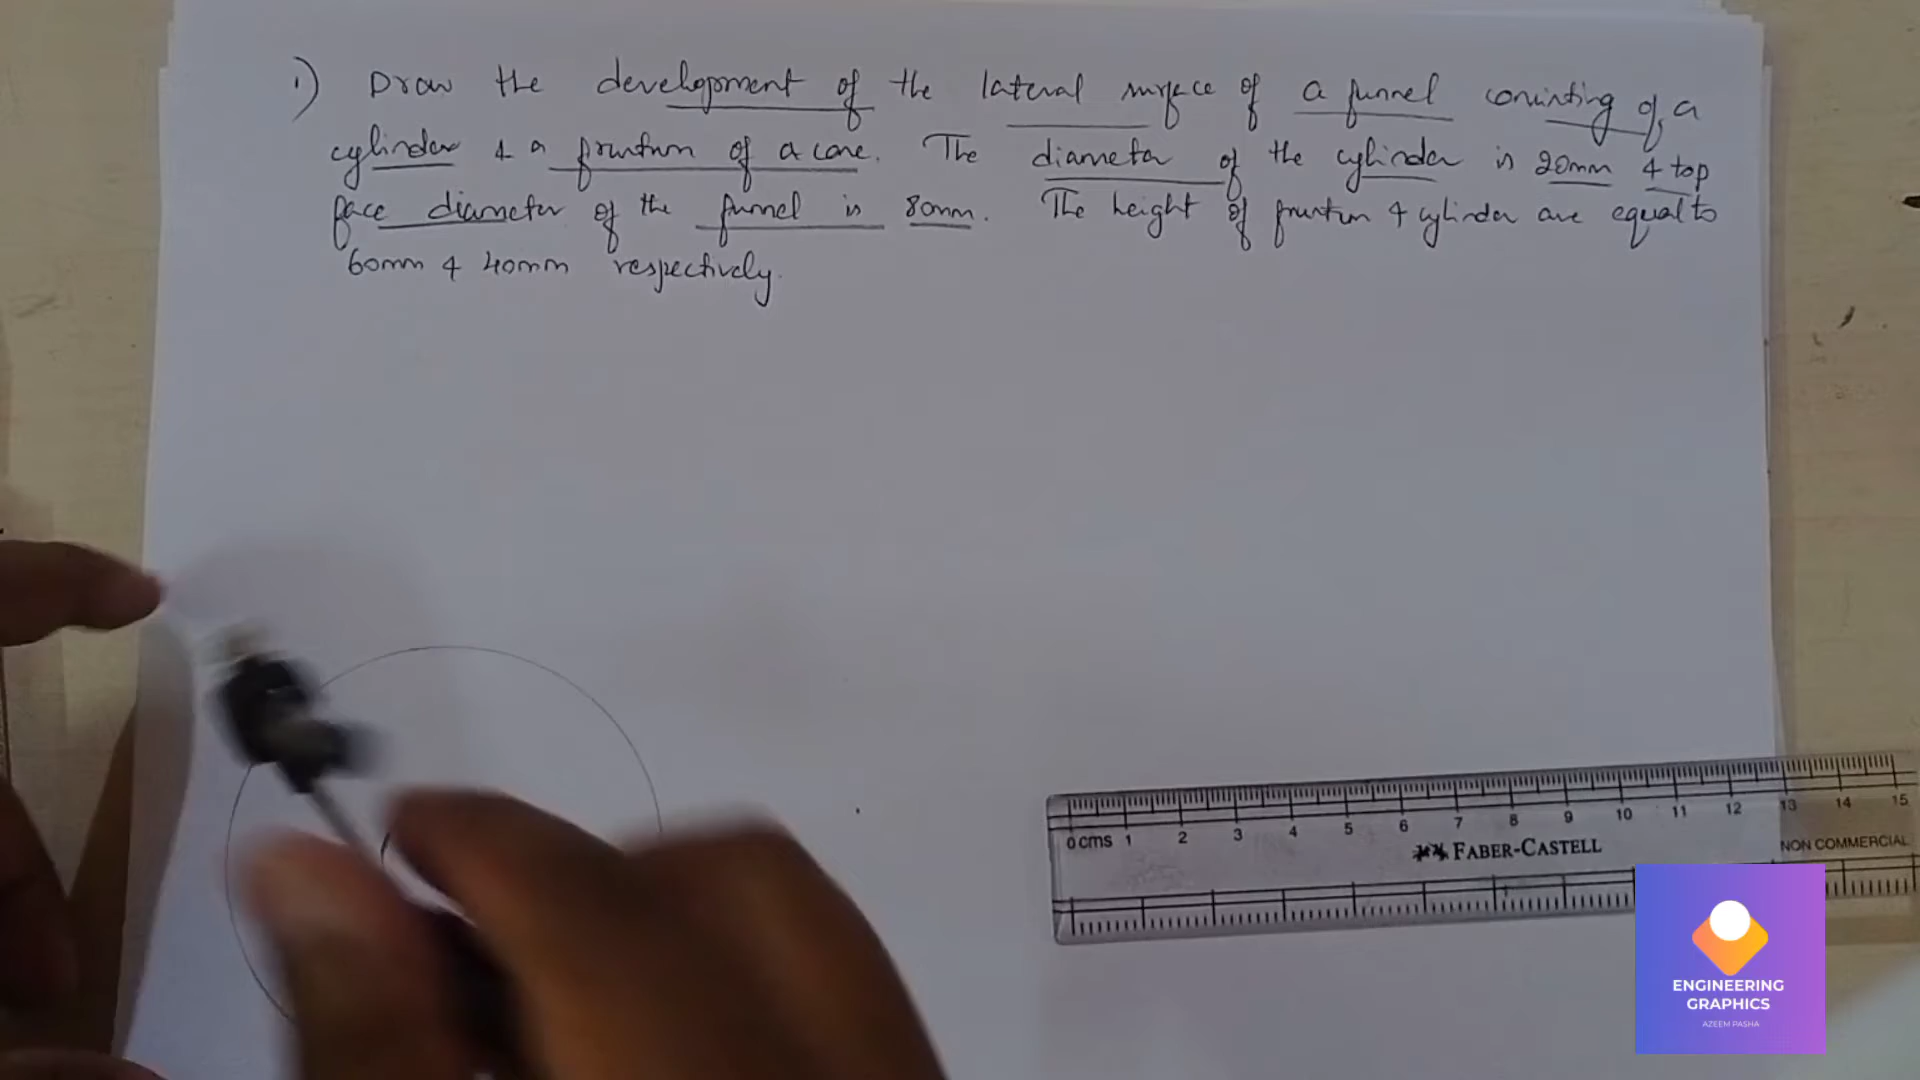 1) Draw the development of the lateral surface of a funnel consisting of a
cylinder & a frustum of a cone. The diameter of the cylinder is 20mm & top
face diameter of the funnel is 80mm. The height of frustum & cylinder are equal to
60mm & 40mm respectively.
0 cms 1 2 3 4 5 6 7 8 9 10 11 12 13 14 15
FABER-CASTELL
NON COMMERCIAL
ENGINEERING
GRAPHICS
AZEEM PASHA